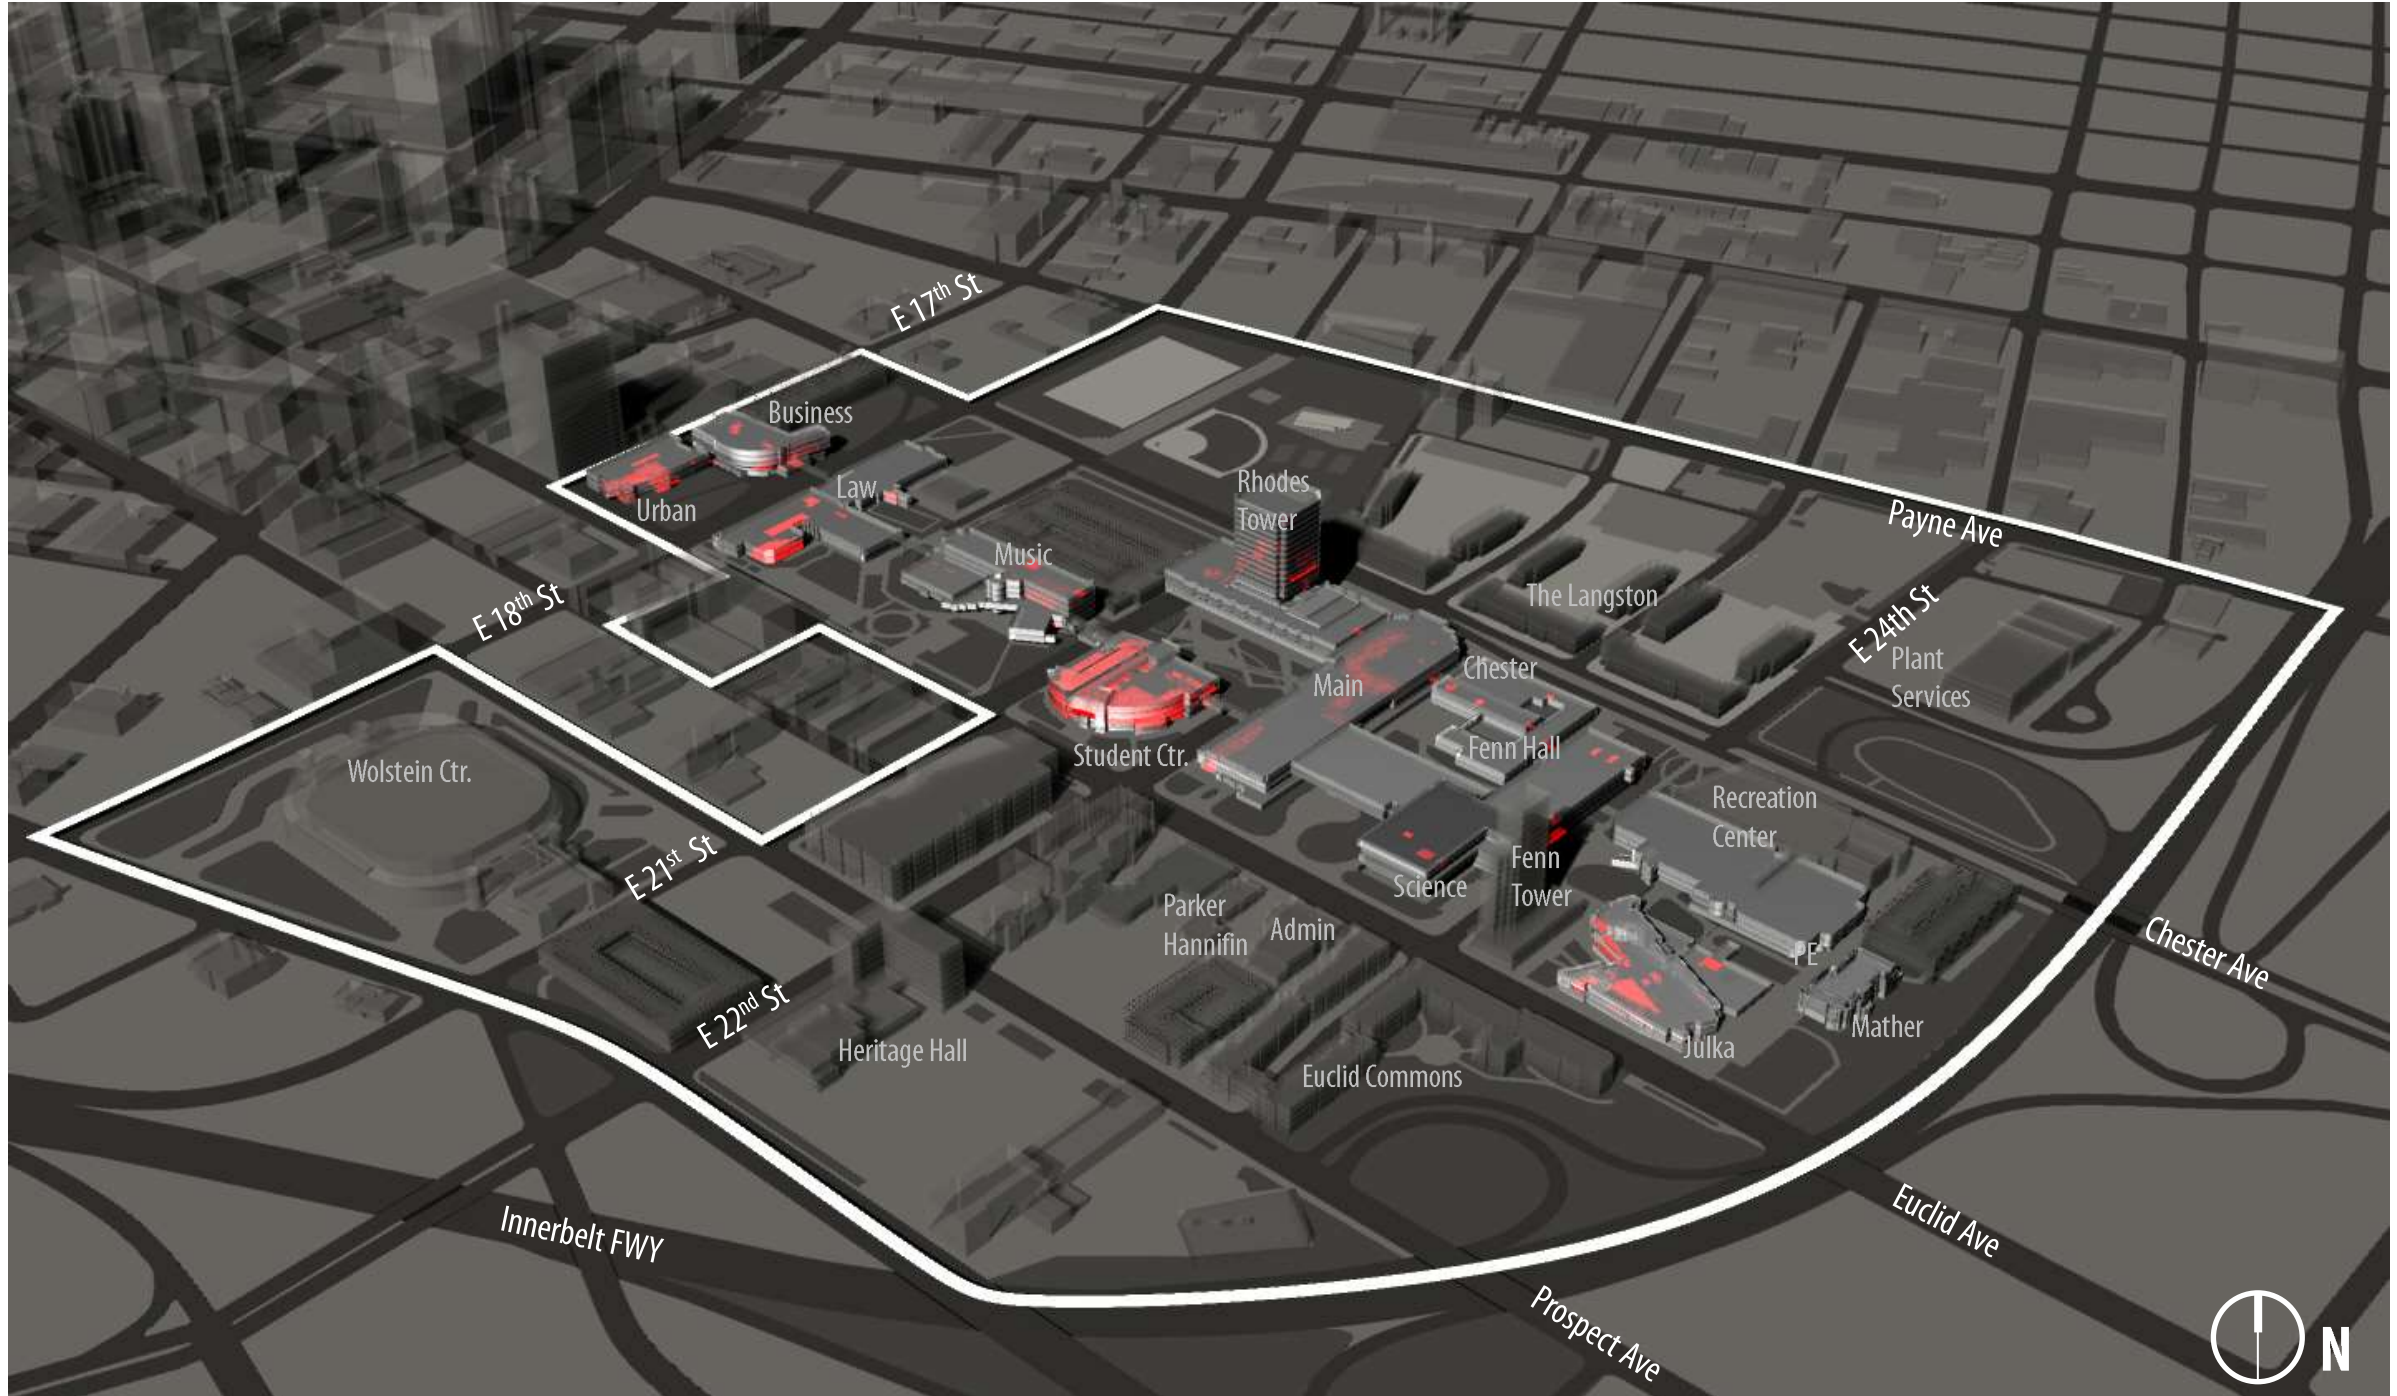 E 17th St
Business
Law
Urban
Rhodes
Tower
Music
Payne Ave
The Langston
E 18th St
E 24th St
Plant
Services
Chester
Main
Student Ctr.
Fenn Hall
Wolstein Ctr.
Recreation
Center
E 21st St
Fenn
Tower
Science
Parker
Hannifin
Admin
PE
Chester Ave
E 22nd St
Mather
Julka
Heritage Hall
Euclid Commons
Innerbelt FWY
Euclid Ave
Prospect Ave
N